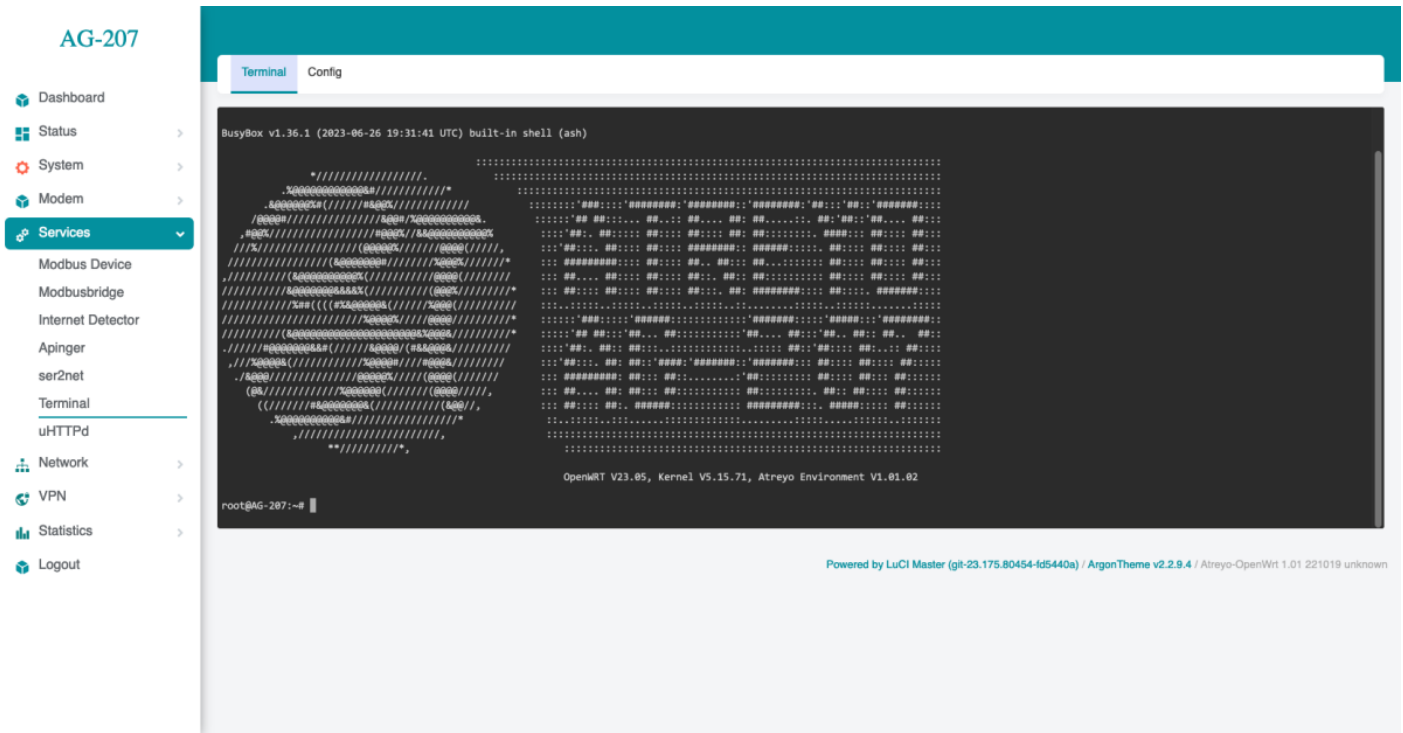 AG-207
Dashboard
Status
System
Modem
Services
Modbus Device
Modbusbridge
Internet Detector
Apinger
ser2net
Terminal
uHTTPd
Network
VPN
Statistics
Logout
Terminal Config
BusyBox v1.36.1 (2023-06-26 19:31:41 UTC) built-in shell (ash)
OpenWRT V23.05, Kernel V5.15.71, Atreyo Environment V1.01.02
root@AG-207:~#
Powered by LuCI Master (git-23.175.80454-fd5440a) / ArgonTheme v2.2.9.4 / Atreyo-OpenWrt 1.01 221019 unknown